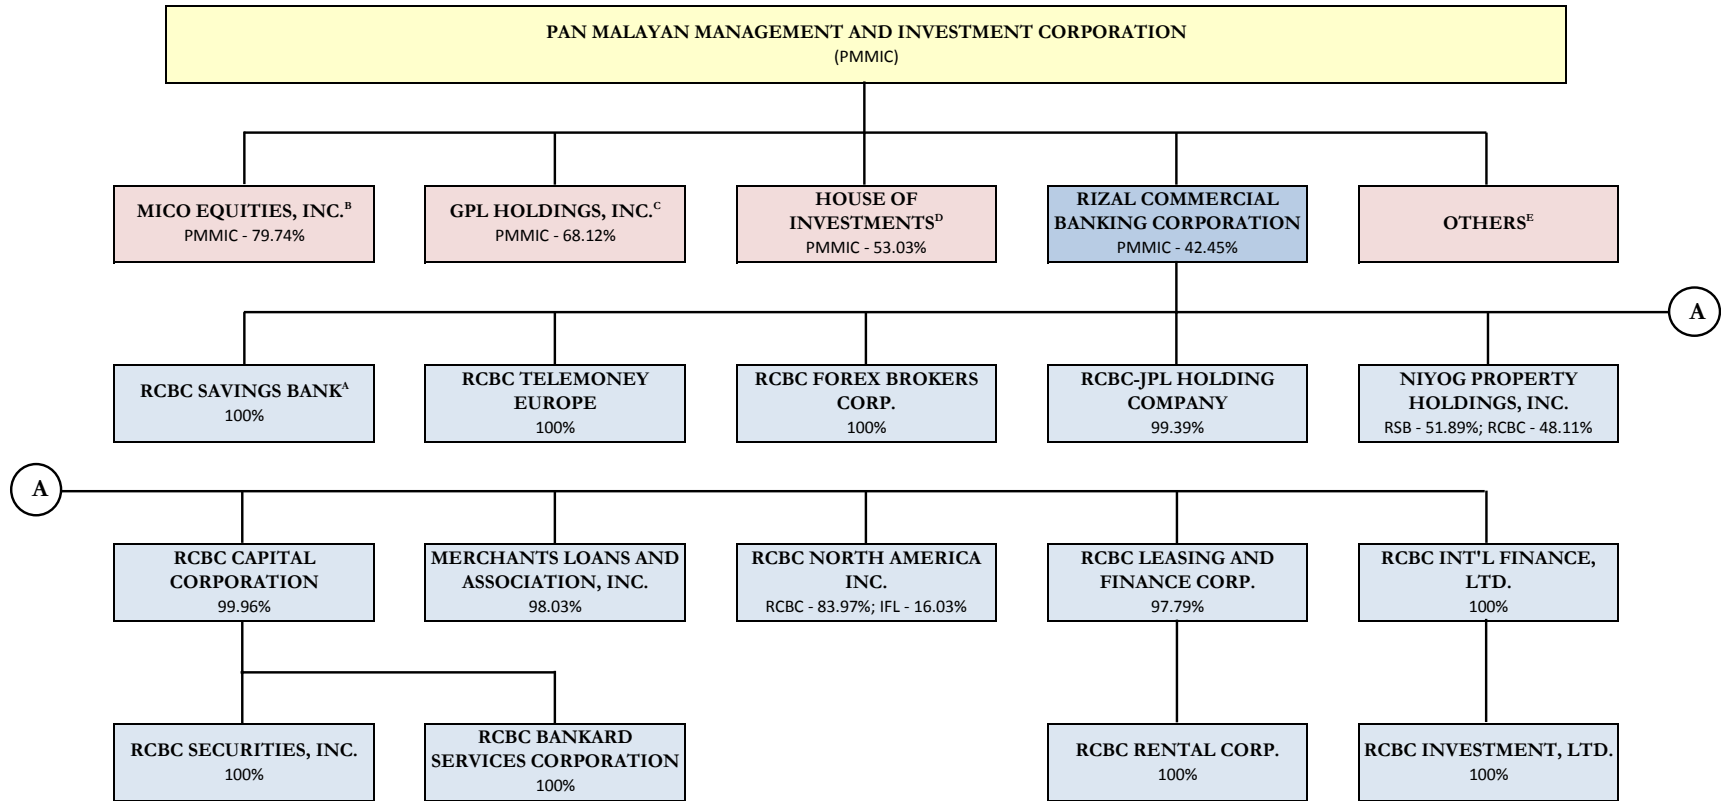 PAN MALAYAN MANAGEMENT AND INVESTMENT CORPORATION
(PMMIC)
MICO EQUITIES, INC.B
PMMIC - 79.74%
GPL HOLDINGS, INC.C
PMMIC - 68.12%
HOUSE OF
INVESTMENTSD
PMMIC - 53.03%
RIZAL COMMERCIAL
BANKING CORPORATION
PMMIC - 42.45%
OTHERSE
A
RCBC SAVINGS BANKA
100%
RCBC TELEMONEY
EUROPE
100%
RCBC FOREX BROKERS
CORP.
100%
RCBC-JPL HOLDING
COMPANY
99.39%
NIYOG PROPERTY
HOLDINGS, INC.
RSB - 51.89%; RCBC - 48.11%
A
RCBC CAPITAL
CORPORATION
99.96%
MERCHANTS LOANS AND
ASSOCIATION, INC.
98.03%
RCBC NORTH AMERICA
INC.
RCBC - 83.97%; IFL - 16.03%
RCBC LEASING AND
FINANCE CORP.
97.79%
RCBC INT'L FINANCE,
LTD.
100%
RCBC SECURITIES, INC.
100%
RCBC BANKARD
SERVICES CORPORATION
100%
RCBC RENTAL CORP.
100%
RCBC INVESTMENT, LTD.
100%